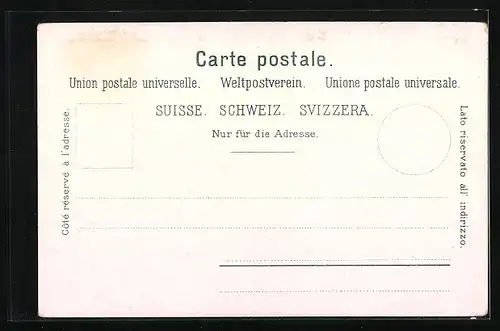 Carte postale.
Union postale universelle. Weltpostverein. Unione postale universale.
SUISSE. SCHWEIZ. SVIZZERA.
Nur für die Adresse.
Côté réservé à l'adresse.
Lato riservato all' indirizzo.